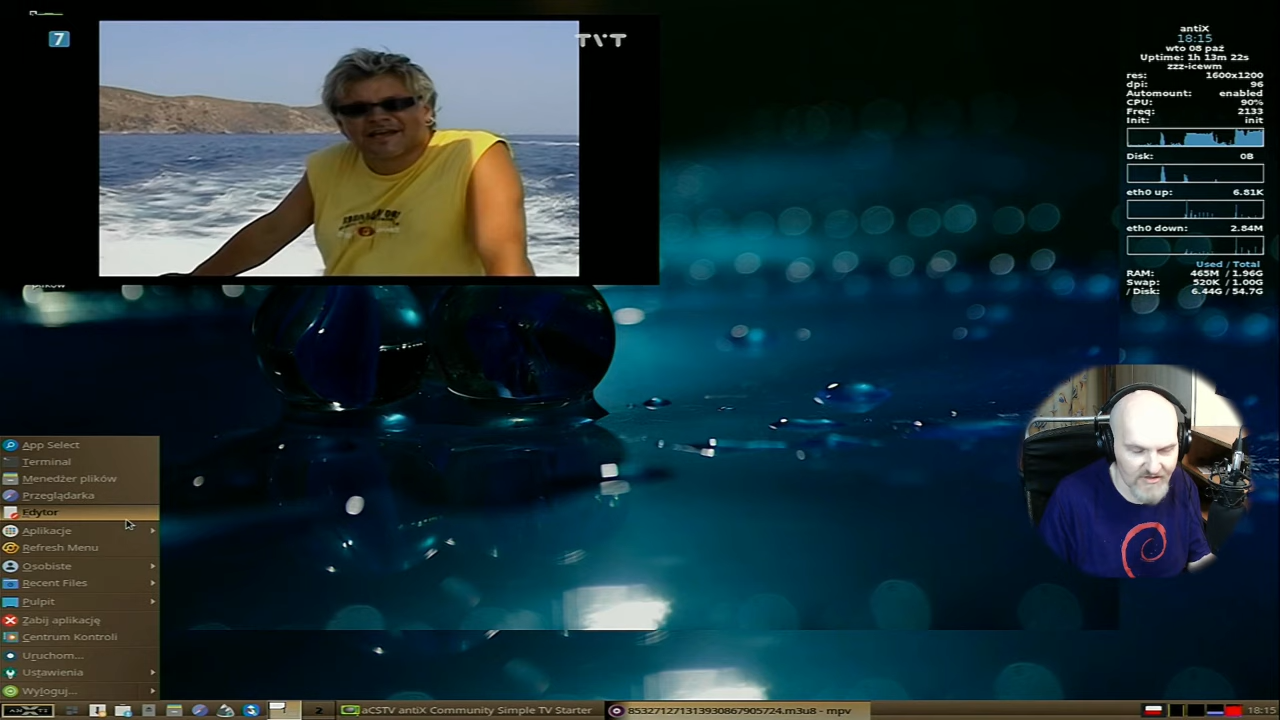 7
TVT
plików
App Select
Terminal
Menedżer plików
Przeglądarka
Edytor
Aplikacje
Refresh Menu
Osobiste
Recent Files
Pulpit
Zabij aplikację
Centrum Kontroli
Uruchom...
Ustawienia
Wyloguj...
antiX
18:15
wto 08 paź
Uptime: 1h 13m 22s
zzz-icewm
res: 1600x1200
dpi: 96
Automount: enabled
CPU: 90%
Freq: 2133
Init: init
Disk: 0B
eth0 up: 6.81K
eth0 down: 2.84M
Used / Total
RAM: 465M / 1.96G
Swap: 520K / 1.00G
/ Disk: 6.44G / 54.7G
2
aCSTV antiX Community Simple TV Starter
8532712713139308679057​24.m3u8 - mpv
18:15